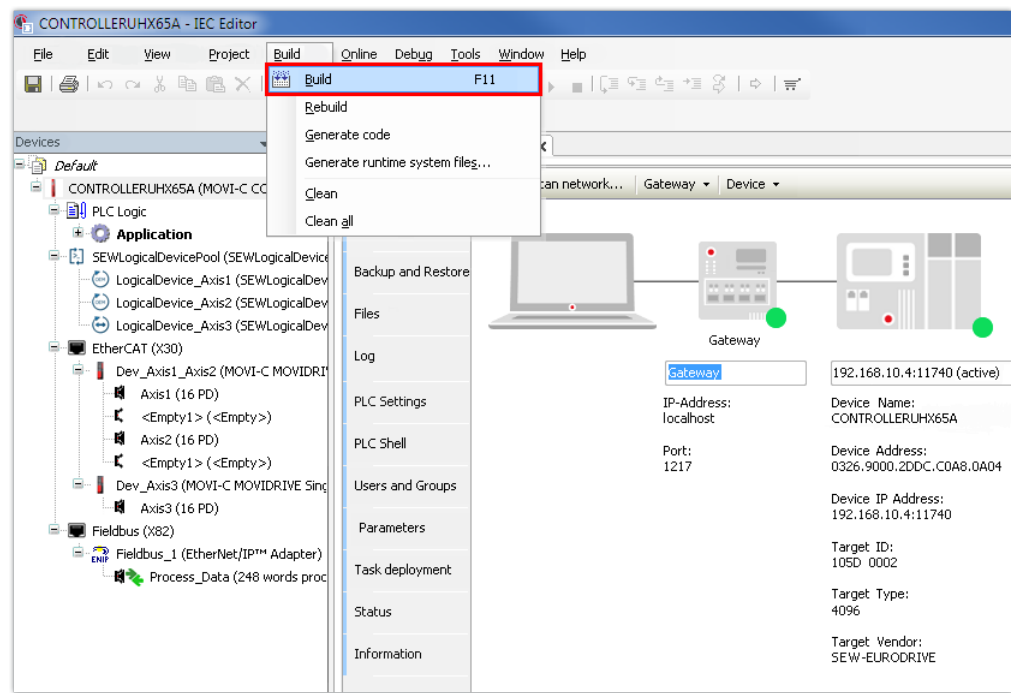 CONTROLLERUHX65A - IEC Editor
File Edit View Project Build Online Debug Tools Window Help
Build F11
Rebuild
Generate code
Generate runtime system files...
Clean
Clean all
Devices
Default
CONTROLLERUHX65A (MOVI-C CC
PLC Logic
Application
SEWLogicalDevicePool (SEWLogicalDevice
LogicalDevice_Axis1 (SEWLogicalDev
LogicalDevice_Axis2 (SEWLogicalDev
LogicalDevice_Axis3 (SEWLogicalDev
EtherCAT (X30)
Dev_Axis1_Axis2 (MOVI-C MOVIDRI
Axis1 (16 PD)
<Empty1> (<Empty>)
Axis2 (16 PD)
<Empty1> (<Empty>)
Dev_Axis3 (MOVI-C MOVIDRIVE Sing
Axis3 (16 PD)
Fieldbus (X82)
ENIP Fieldbus_1 (EtherNet/IP™ Adapter)
Process_Data (248 words proc
can network... Gateway Device
Backup and Restore
Files
Log
PLC Settings
PLC Shell
Users and Groups
Parameters
Task deployment
Status
Information
Gateway
Gateway
IP-Address:
localhost
Port:
1217
192.168.10.4:11740 (active)
Device Name:
CONTROLLERUHX65A
Device Address:
0326.9000.2DDC.C0A8.0A04
Device IP Address:
192.168.10.4:11740
Target ID:
105D 0002
Target Type:
4096
Target Vendor:
SEW-EURODRIVE